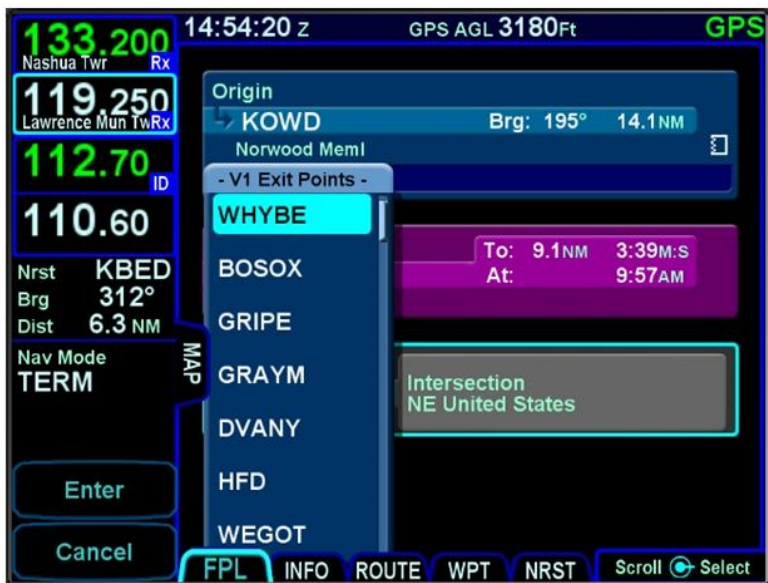 133.200
Nashua Twr Rx
119.250
Lawrence Mun TwRx
112.70
ID
110.60
Nrst KBED
Brg 312°
Dist 6.3 NM
Nav Mode
TERM
Enter
Cancel
14:54:20 Z GPS AGL 3180Ft GPS
MAP
Origin
KOWD Brg: 195° 14.1NM
Norwood Meml
- V1 Exit Points -
WHYBE
BOSOX
GRIPE
GRAYM
DVANY
HFD
WEGOT
To: 9.1NM 3:39M:S
At: 9:57AM
Intersection
NE United States
FPL INFO ROUTE WPT NRST Scroll Select